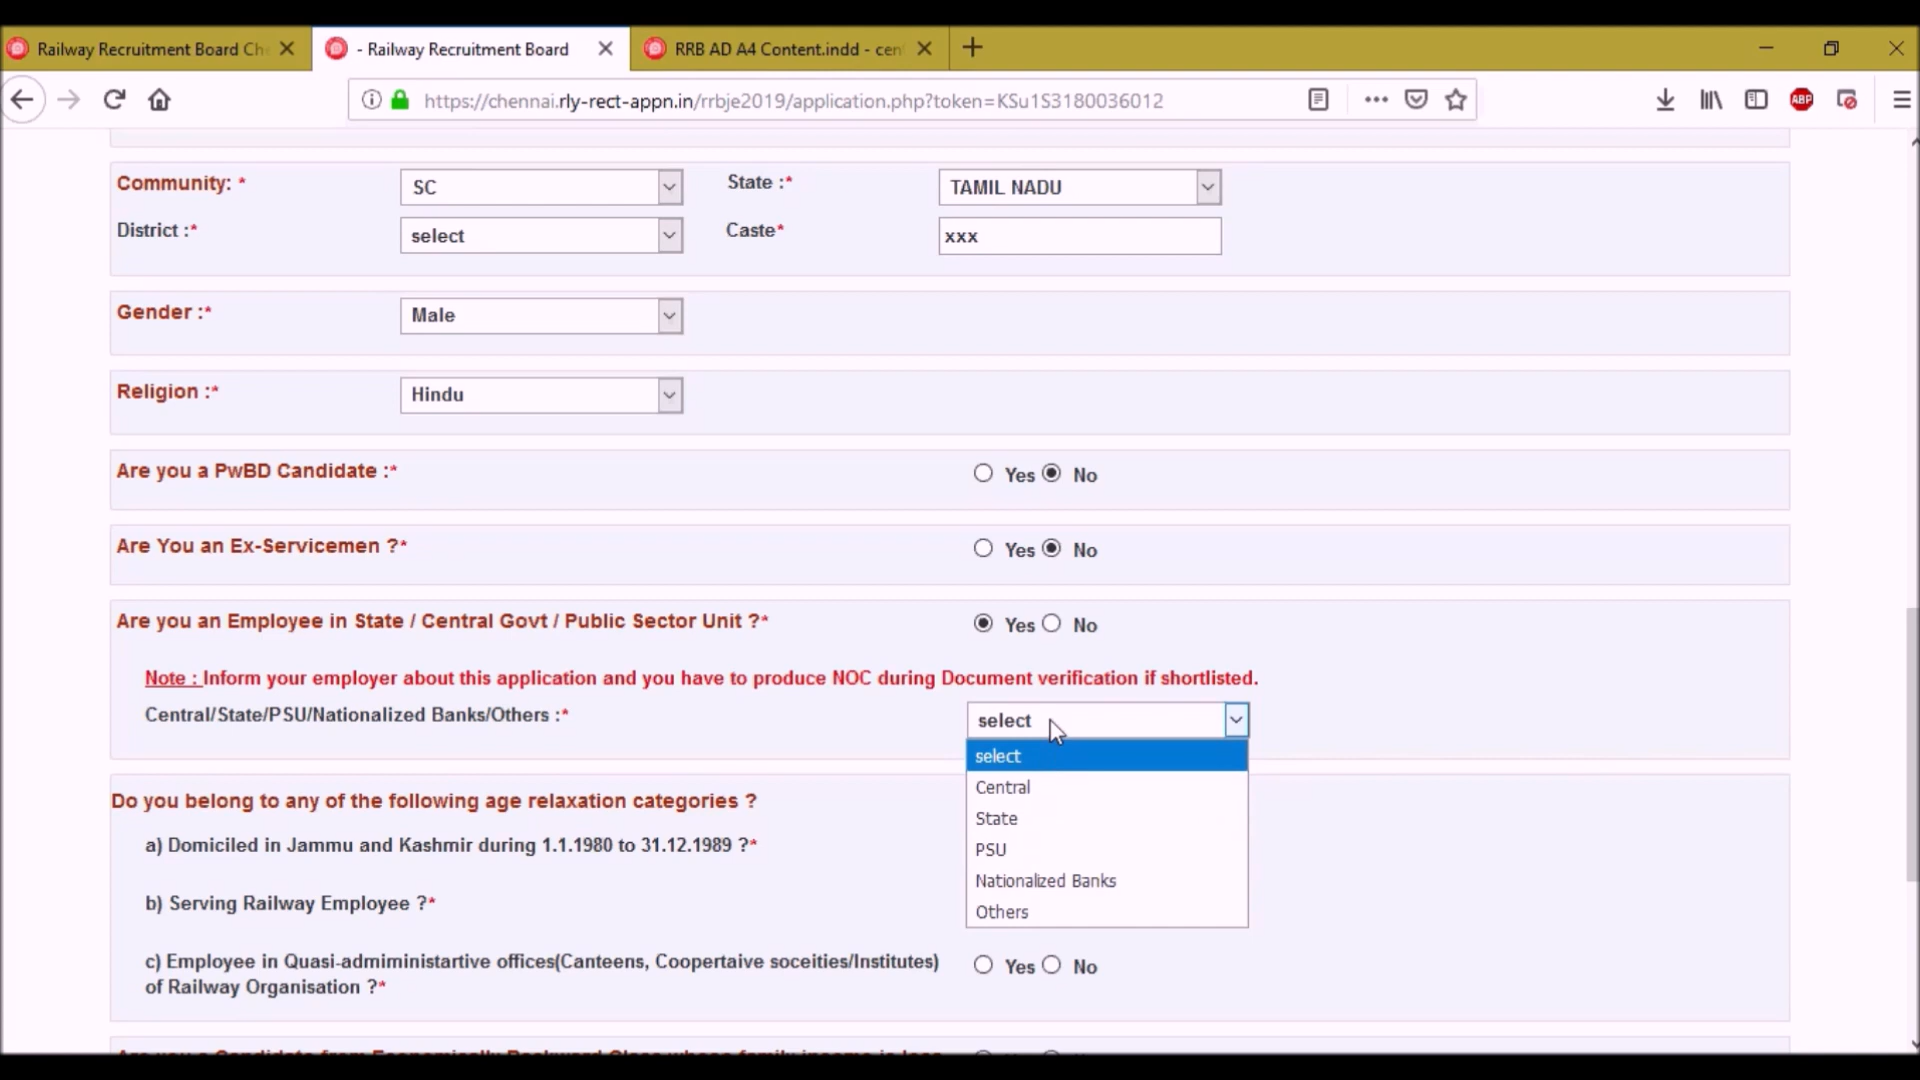 Railway Recruitment Board Ch
- Railway Recruitment Board
RRB AD A4 Content.indd - cen
https://chennai.rly-rect-appn.in/rrbje2019/application.php?token=KSu1S3180036012
ABP
Community: * SC State :* TAMIL NADU
District :* select Caste* xxx
Gender :* Male
Religion :* Hindu
Are you a PwBD Candidate :* Yes No
Are You an Ex-Servicemen ?* Yes No
Are you an Employee in State / Central Govt / Public Sector Unit ?* Yes No
Note : Inform your employer about this application and you have to produce NOC during Document verification if shortlisted.
Central/State/PSU/Nationalized Banks/Others :* select
select
Central
State
PSU
Nationalized Banks
Others
Do you belong to any of the following age relaxation categories ?
a) Domiciled in Jammu and Kashmir during 1.1.1980 to 31.12.1989 ?*
b) Serving Railway Employee ?*
c) Employee in Quasi-admiministartive offices(Canteens, Coopertaive soceities/Institutes) Yes No
of Railway Organisation ?*